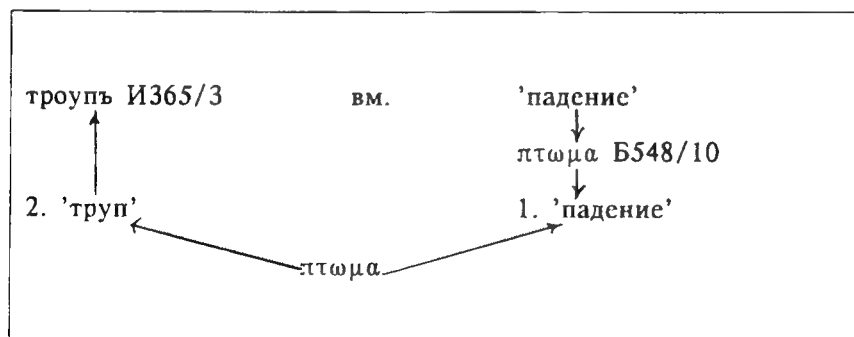 троупъ И365/3 вм. 'падение'
πτωμα Б548/10
2. 'труп' 1. 'падение'
πτωμα